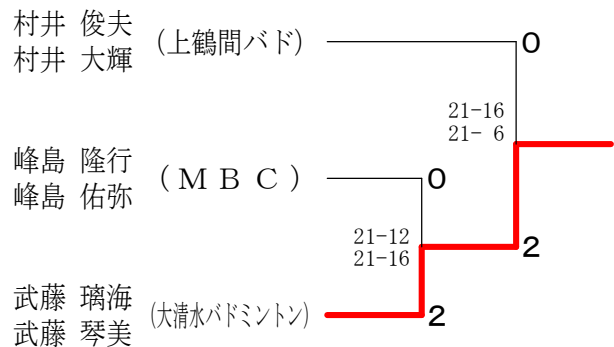 村井 俊夫
村井 大輝
(上鶴間バド)
0
21-16
21- 6
峰島 隆行
峰島 佑弥
(ＭＢＣ)
0
21-12
21-16
2
武藤 璃海
武藤 琴美
(大清水バドミントン)
2